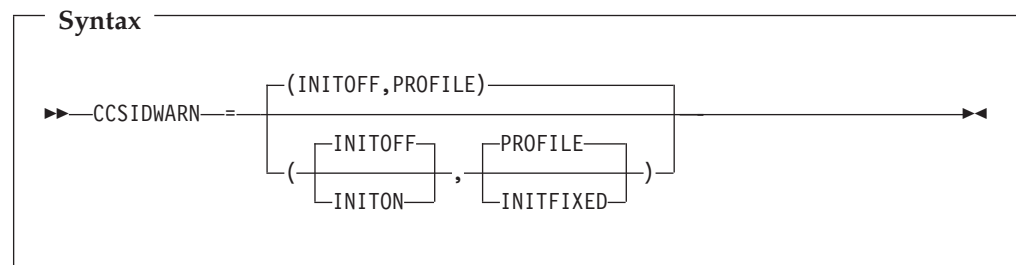 Syntax
(INITOFF,PROFILE)
►►—CCSIDWARN—=—►◄
INITOFF PROFILE
( , )
INITON INITFIXED